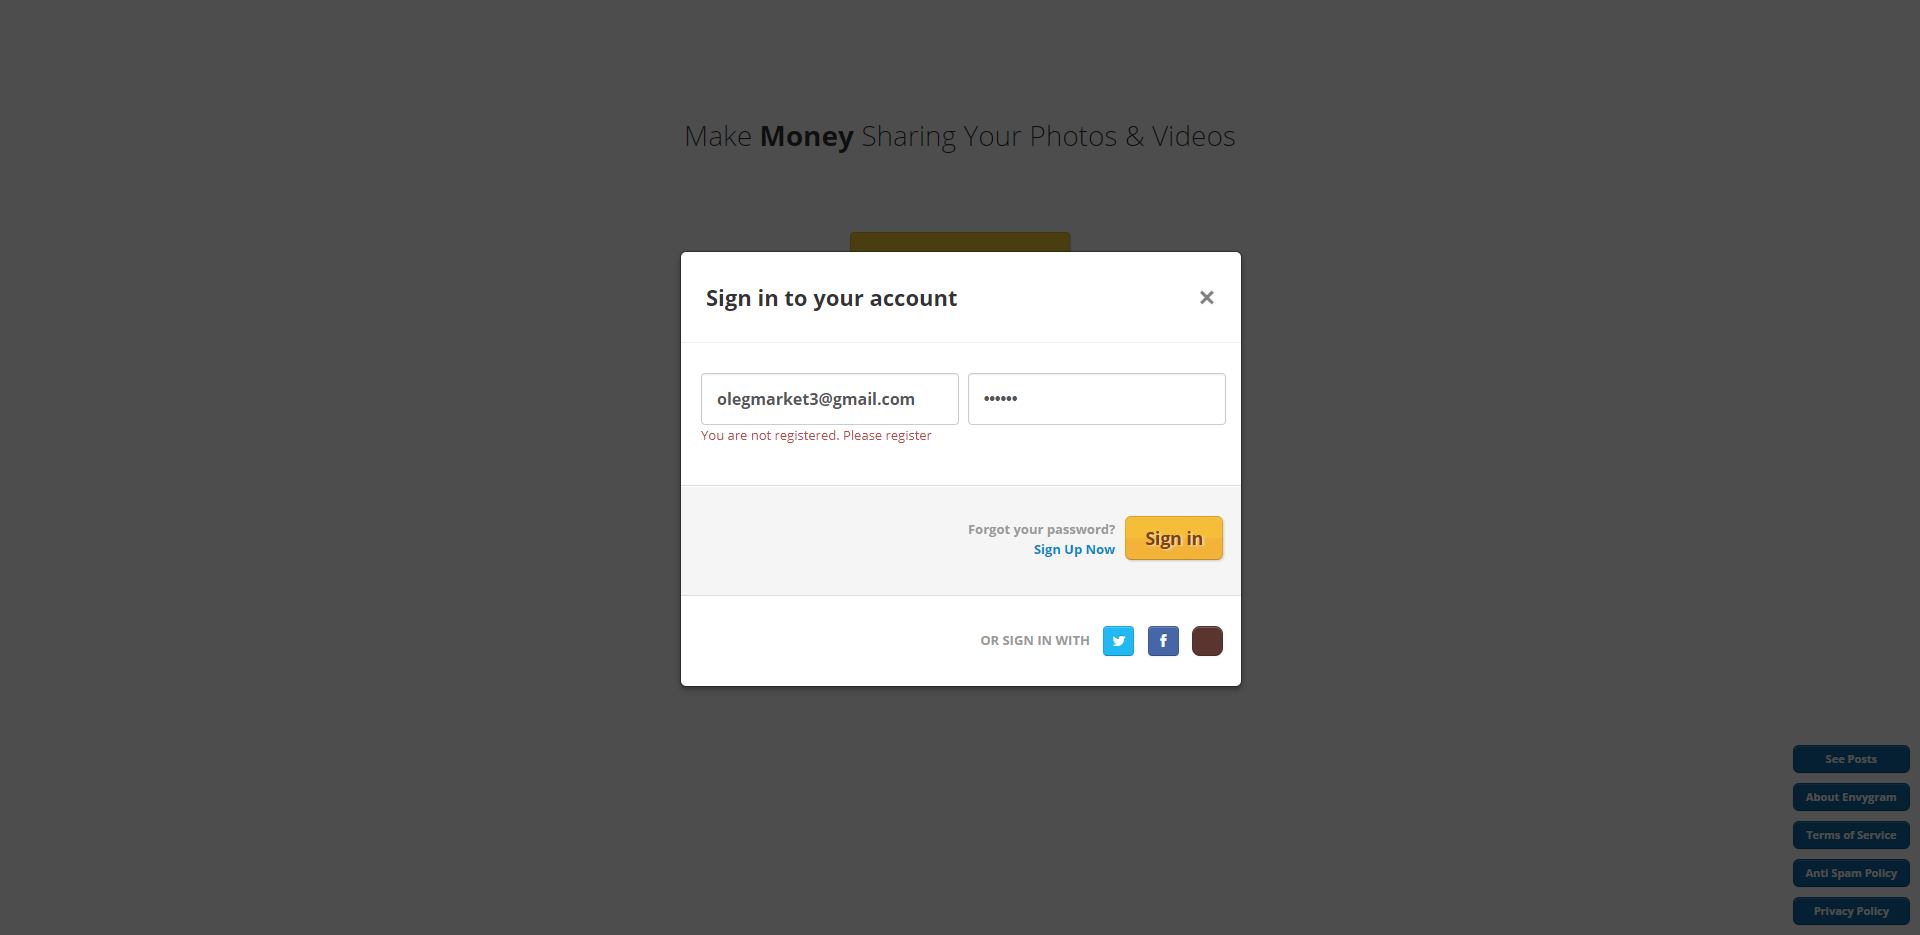 Make Money Sharing Your Photos & Videos
Sign in to your account
olegmarket3@gmail.com
You are not registered. Please register
Forgot your password?
Sign Up Now
Sign in
OR SIGN IN WITH
See Posts
About Envygram
Terms of Service
Anti Spam Policy
Privacy Policy